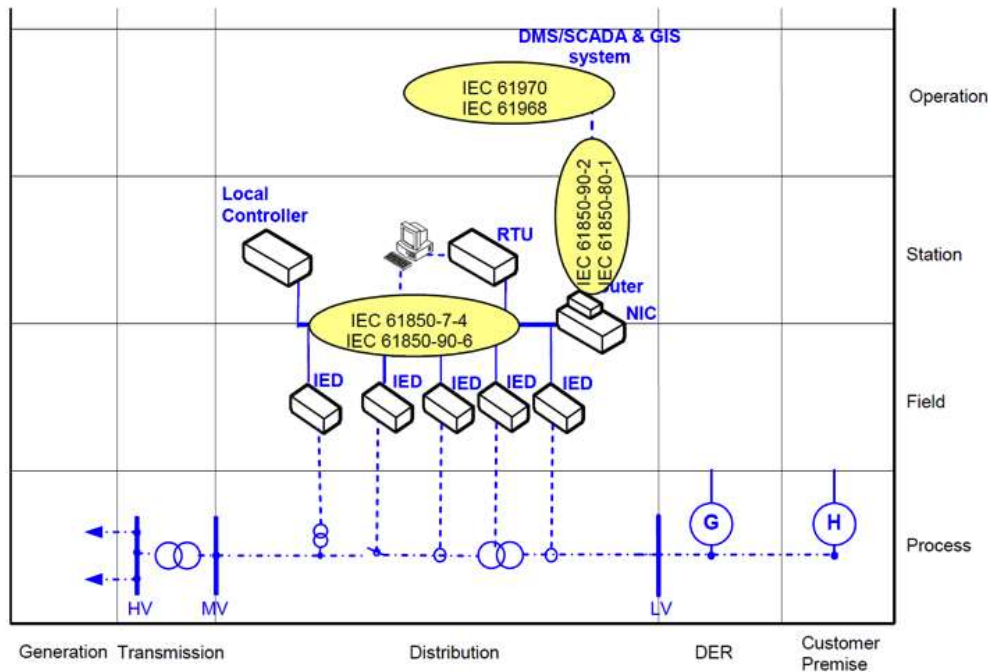 DMS/SCADA & GIS
system
IEC 61970
IEC 61968
Operation
IEC 61850-90-2
IEC 61850-80-1
Local
Controller
RTU
Station
uter
NIC
IEC 61850-7-4
IEC 61850-90-6
IED
IED
IED
IED
IED
Field
G
H
Process
HV
MV
LV
Generation
Transmission
Distribution
DER
Customer
Premise